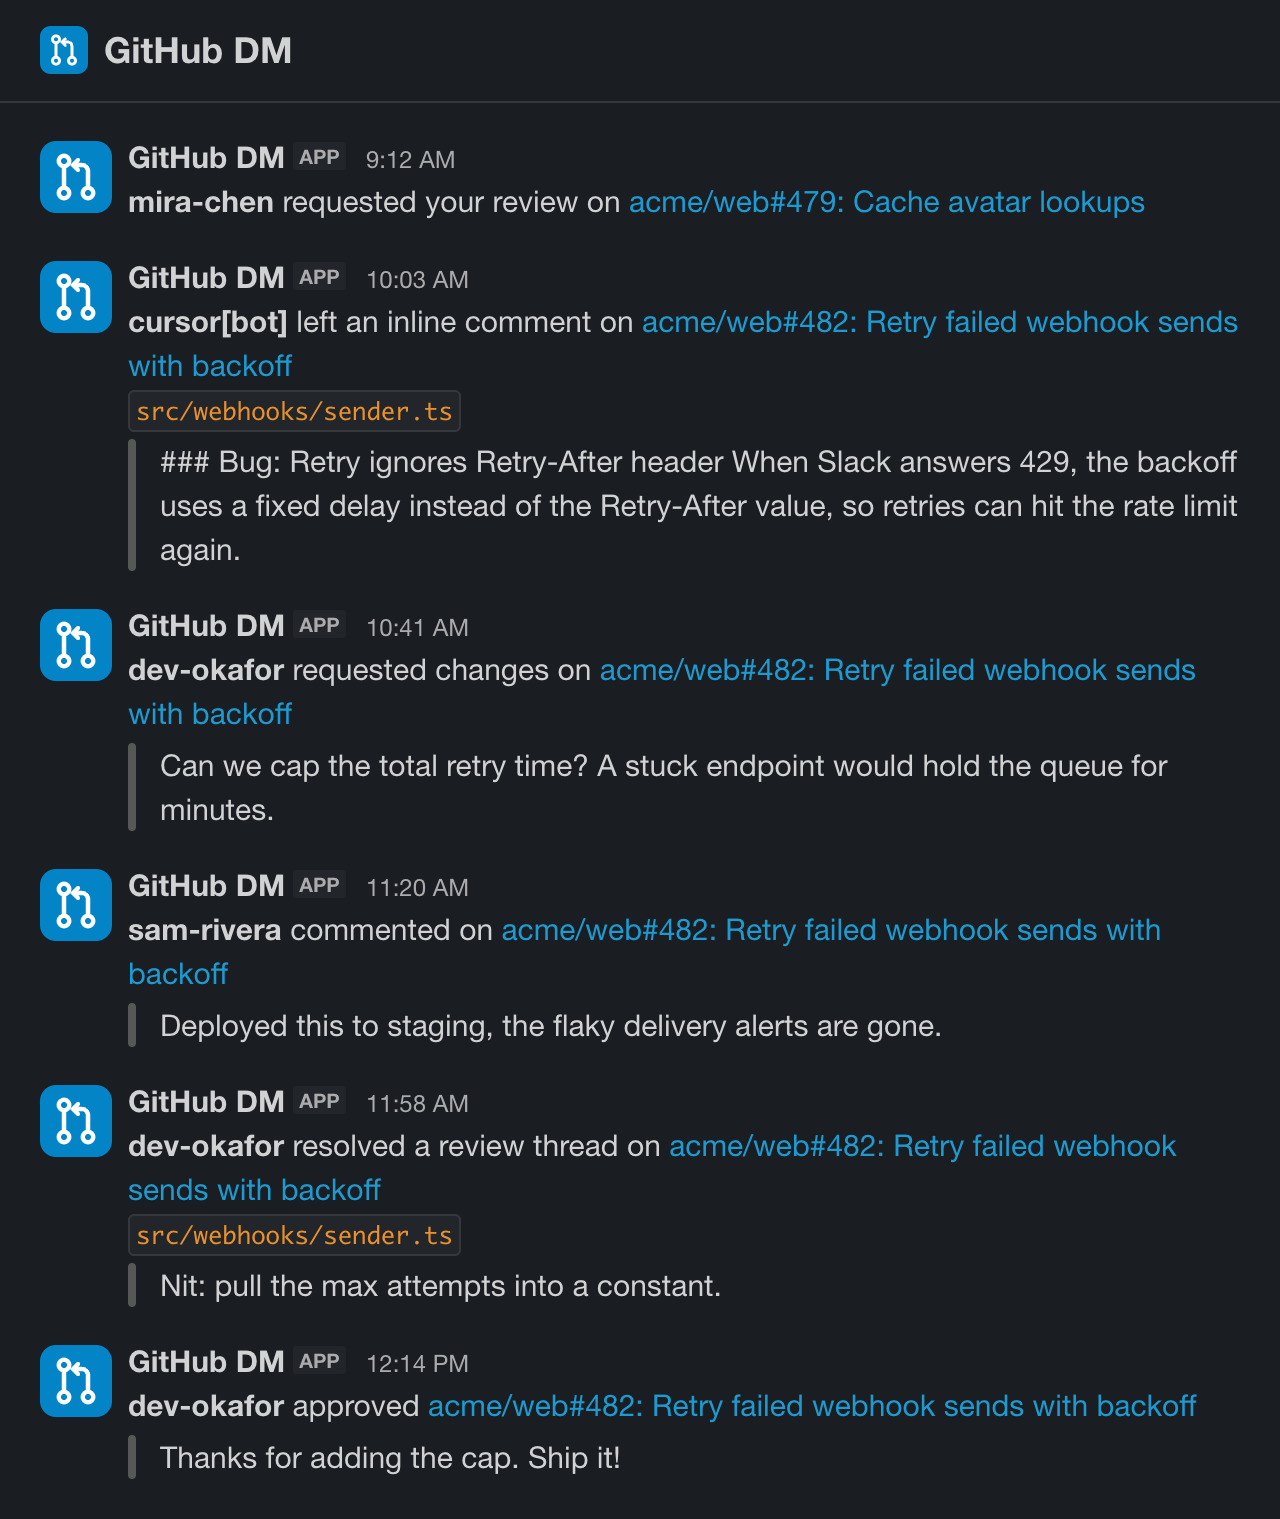 GitHub DM
GitHub DM APP 9:12 AM
mira-chen requested your review on acme/web#479: Cache avatar lookups
GitHub DM APP 10:03 AM
cursor[bot] left an inline comment on acme/web#482: Retry failed webhook sends
with backoff
src/webhooks/sender.ts
### Bug: Retry ignores Retry-After header When Slack answers 429, the backoff
uses a fixed delay instead of the Retry-After value, so retries can hit the rate limit
again.
GitHub DM APP 10:41 AM
dev-okafor requested changes on acme/web#482: Retry failed webhook sends
with backoff
Can we cap the total retry time? A stuck endpoint would hold the queue for
minutes.
GitHub DM APP 11:20 AM
sam-rivera commented on acme/web#482: Retry failed webhook sends with
backoff
Deployed this to staging, the flaky delivery alerts are gone.
GitHub DM APP 11:58 AM
dev-okafor resolved a review thread on acme/web#482: Retry failed webhook
sends with backoff
src/webhooks/sender.ts
Nit: pull the max attempts into a constant.
GitHub DM APP 12:14 PM
dev-okafor approved acme/web#482: Retry failed webhook sends with backoff
Thanks for adding the cap. Ship it!